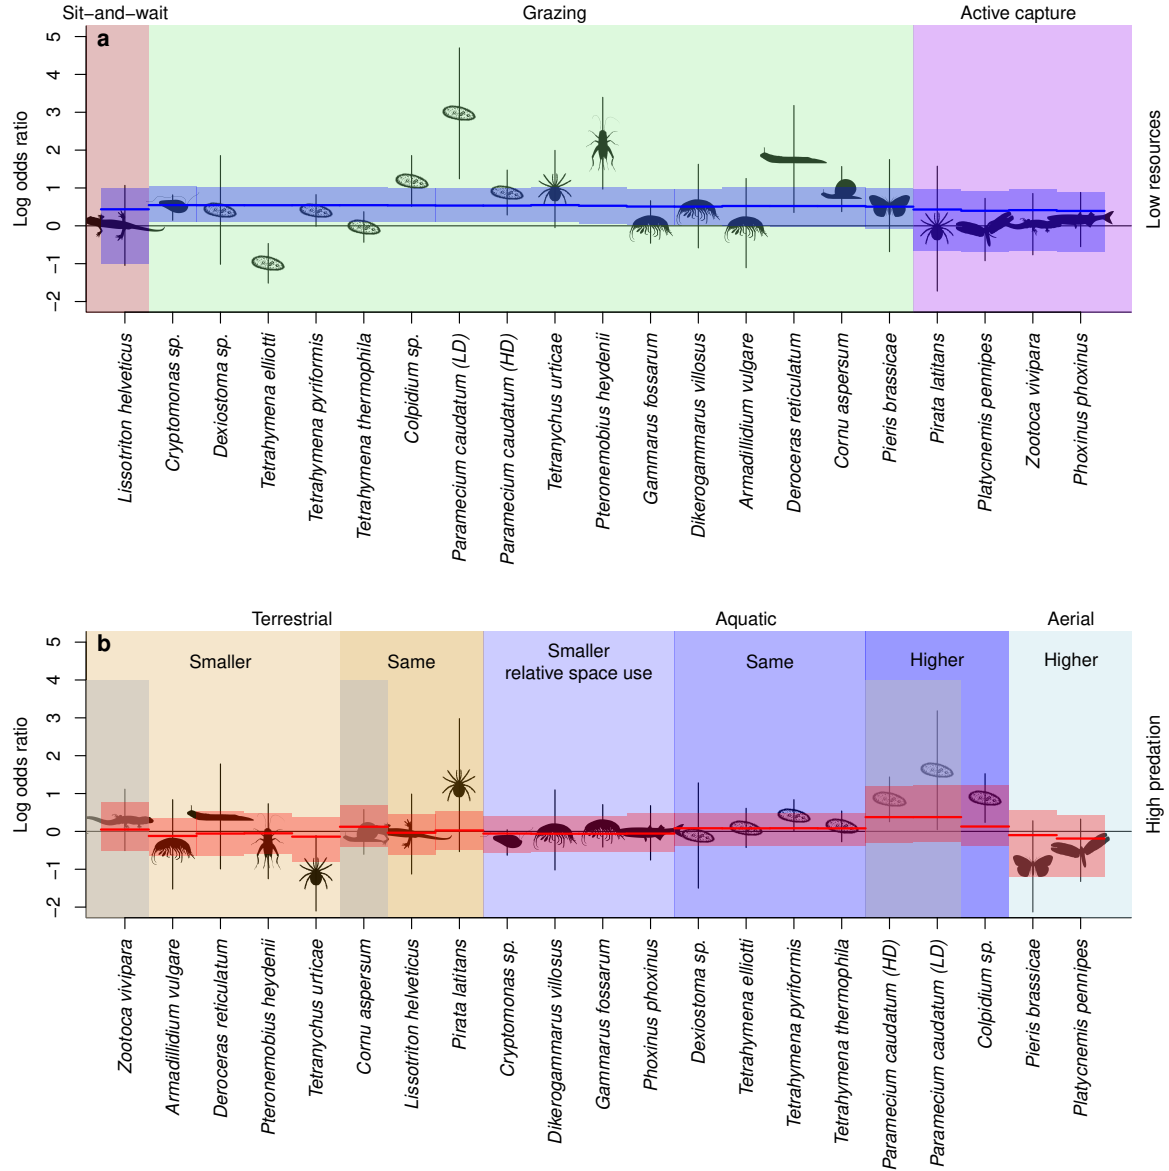 Sit−and−wait Grazing Active capture
a
5
4
3
2
1
0
−1
−2
Log odds ratio
Low resources
Lissotriton helveticus
Cryptomonas sp.
Dexiostoma sp.
Tetrahymena elliotti
Tetrahymena pyriformis
Tetrahymena thermophila
Colpidium sp.
Paramecium caudatum (LD)
Paramecium caudatum (HD)
Tetranychus urticae
Pteronemobius heydenii
Gammarus fossarum
Dikerogammarus villosus
Armadillidium vulgare
Deroceras reticulatum
Cornu aspersum
Pieris brassicae
Pirata latitans
Platycnemis pennipes
Zootoca vivipara
Phoxinus phoxinus
Terrestrial Aquatic Aerial
b
Smaller Same Smaller
relative space use Same Higher Higher
5
4
3
2
1
0
−1
−2
Log odds ratio
High predation
Zootoca vivipara
Armadillidium vulgare
Deroceras reticulatum
Pteronemobius heydenii
Tetranychus urticae
Cornu aspersum
Lissotriton helveticus
Pirata latitans
Cryptomonas sp.
Dikerogammarus villosus
Gammarus fossarum
Phoxinus phoxinus
Dexiostoma sp.
Tetrahymena elliotti
Tetrahymena pyriformis
Tetrahymena thermophila
Paramecium caudatum (HD)
Paramecium caudatum (LD)
Colpidium sp.
Pieris brassicae
Platycnemis pennipes